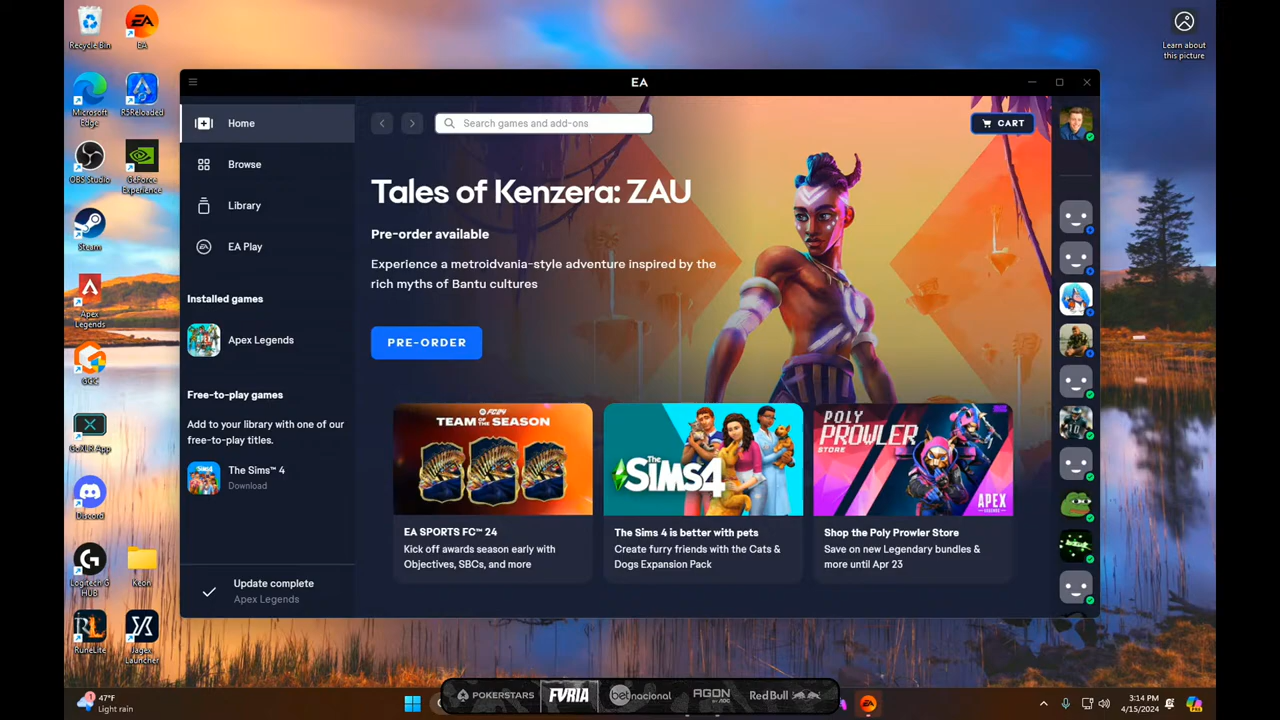 Recycle Bin
EA
Microsoft Edge
R5Reloaded
OBS Studio
GeForce Experience
Steam
Apex Legends
GGC
GoXLR App
Discord
Logitech G HUB
Keon
RuneLite
Jagex Launcher
Learn about this picture
EA
Home
Browse
Library
EA Play
Installed games
Apex Legends
Free-to-play games
Add to your library with one of our
free-to-play titles.
The Sims™ 4
Download
Update complete
Apex Legends
Search games and add-ons
CART
Tales of Kenzera: ZAU
Pre-order available
Experience a metroidvania-style adventure inspired by the
rich myths of Bantu cultures
PRE-ORDER
TEAM OF THE SEASON
EA SPORTS FC™ 24
Kick off awards season early with
Objectives, SBCs, and more
THE SIMS 4
The Sims 4 is better with pets
Create furry friends with the Cats &
Dogs Expansion Pack
POLY
PROWLER
STORE
APEX
Shop the Poly Prowler Store
Save on new Legendary bundles &
more until Apr 23
1
47°F
Light rain
POKERSTARS
FVRIA
betnacional
AGON
BY AOC
Red Bull
3:14 PM
4/15/2024